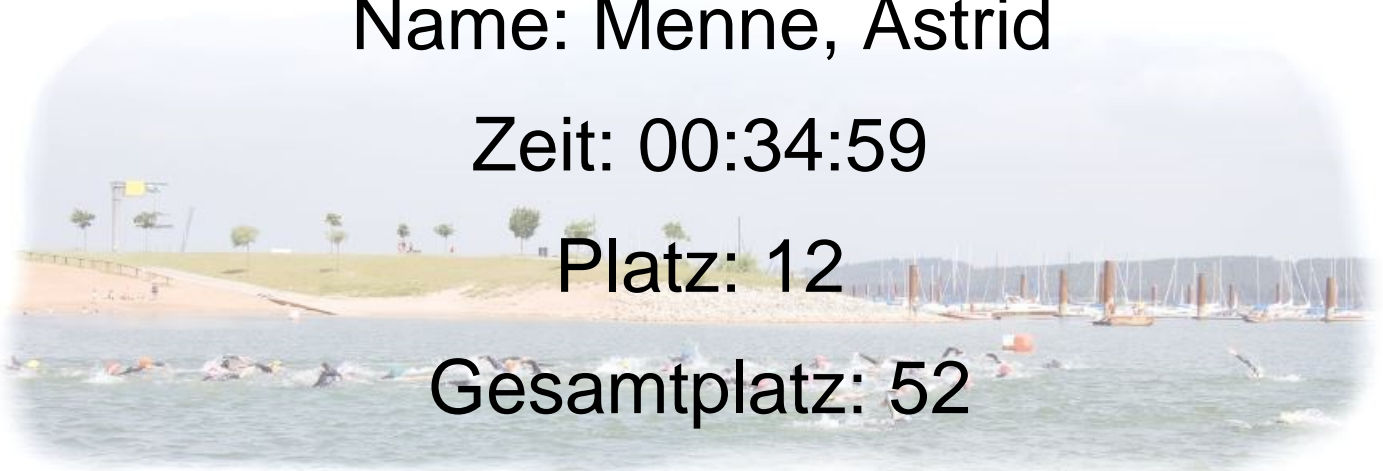 Name: Menne, Astrid
Zeit: 00:34:59
Platz: 12
Gesamtplatz: 52